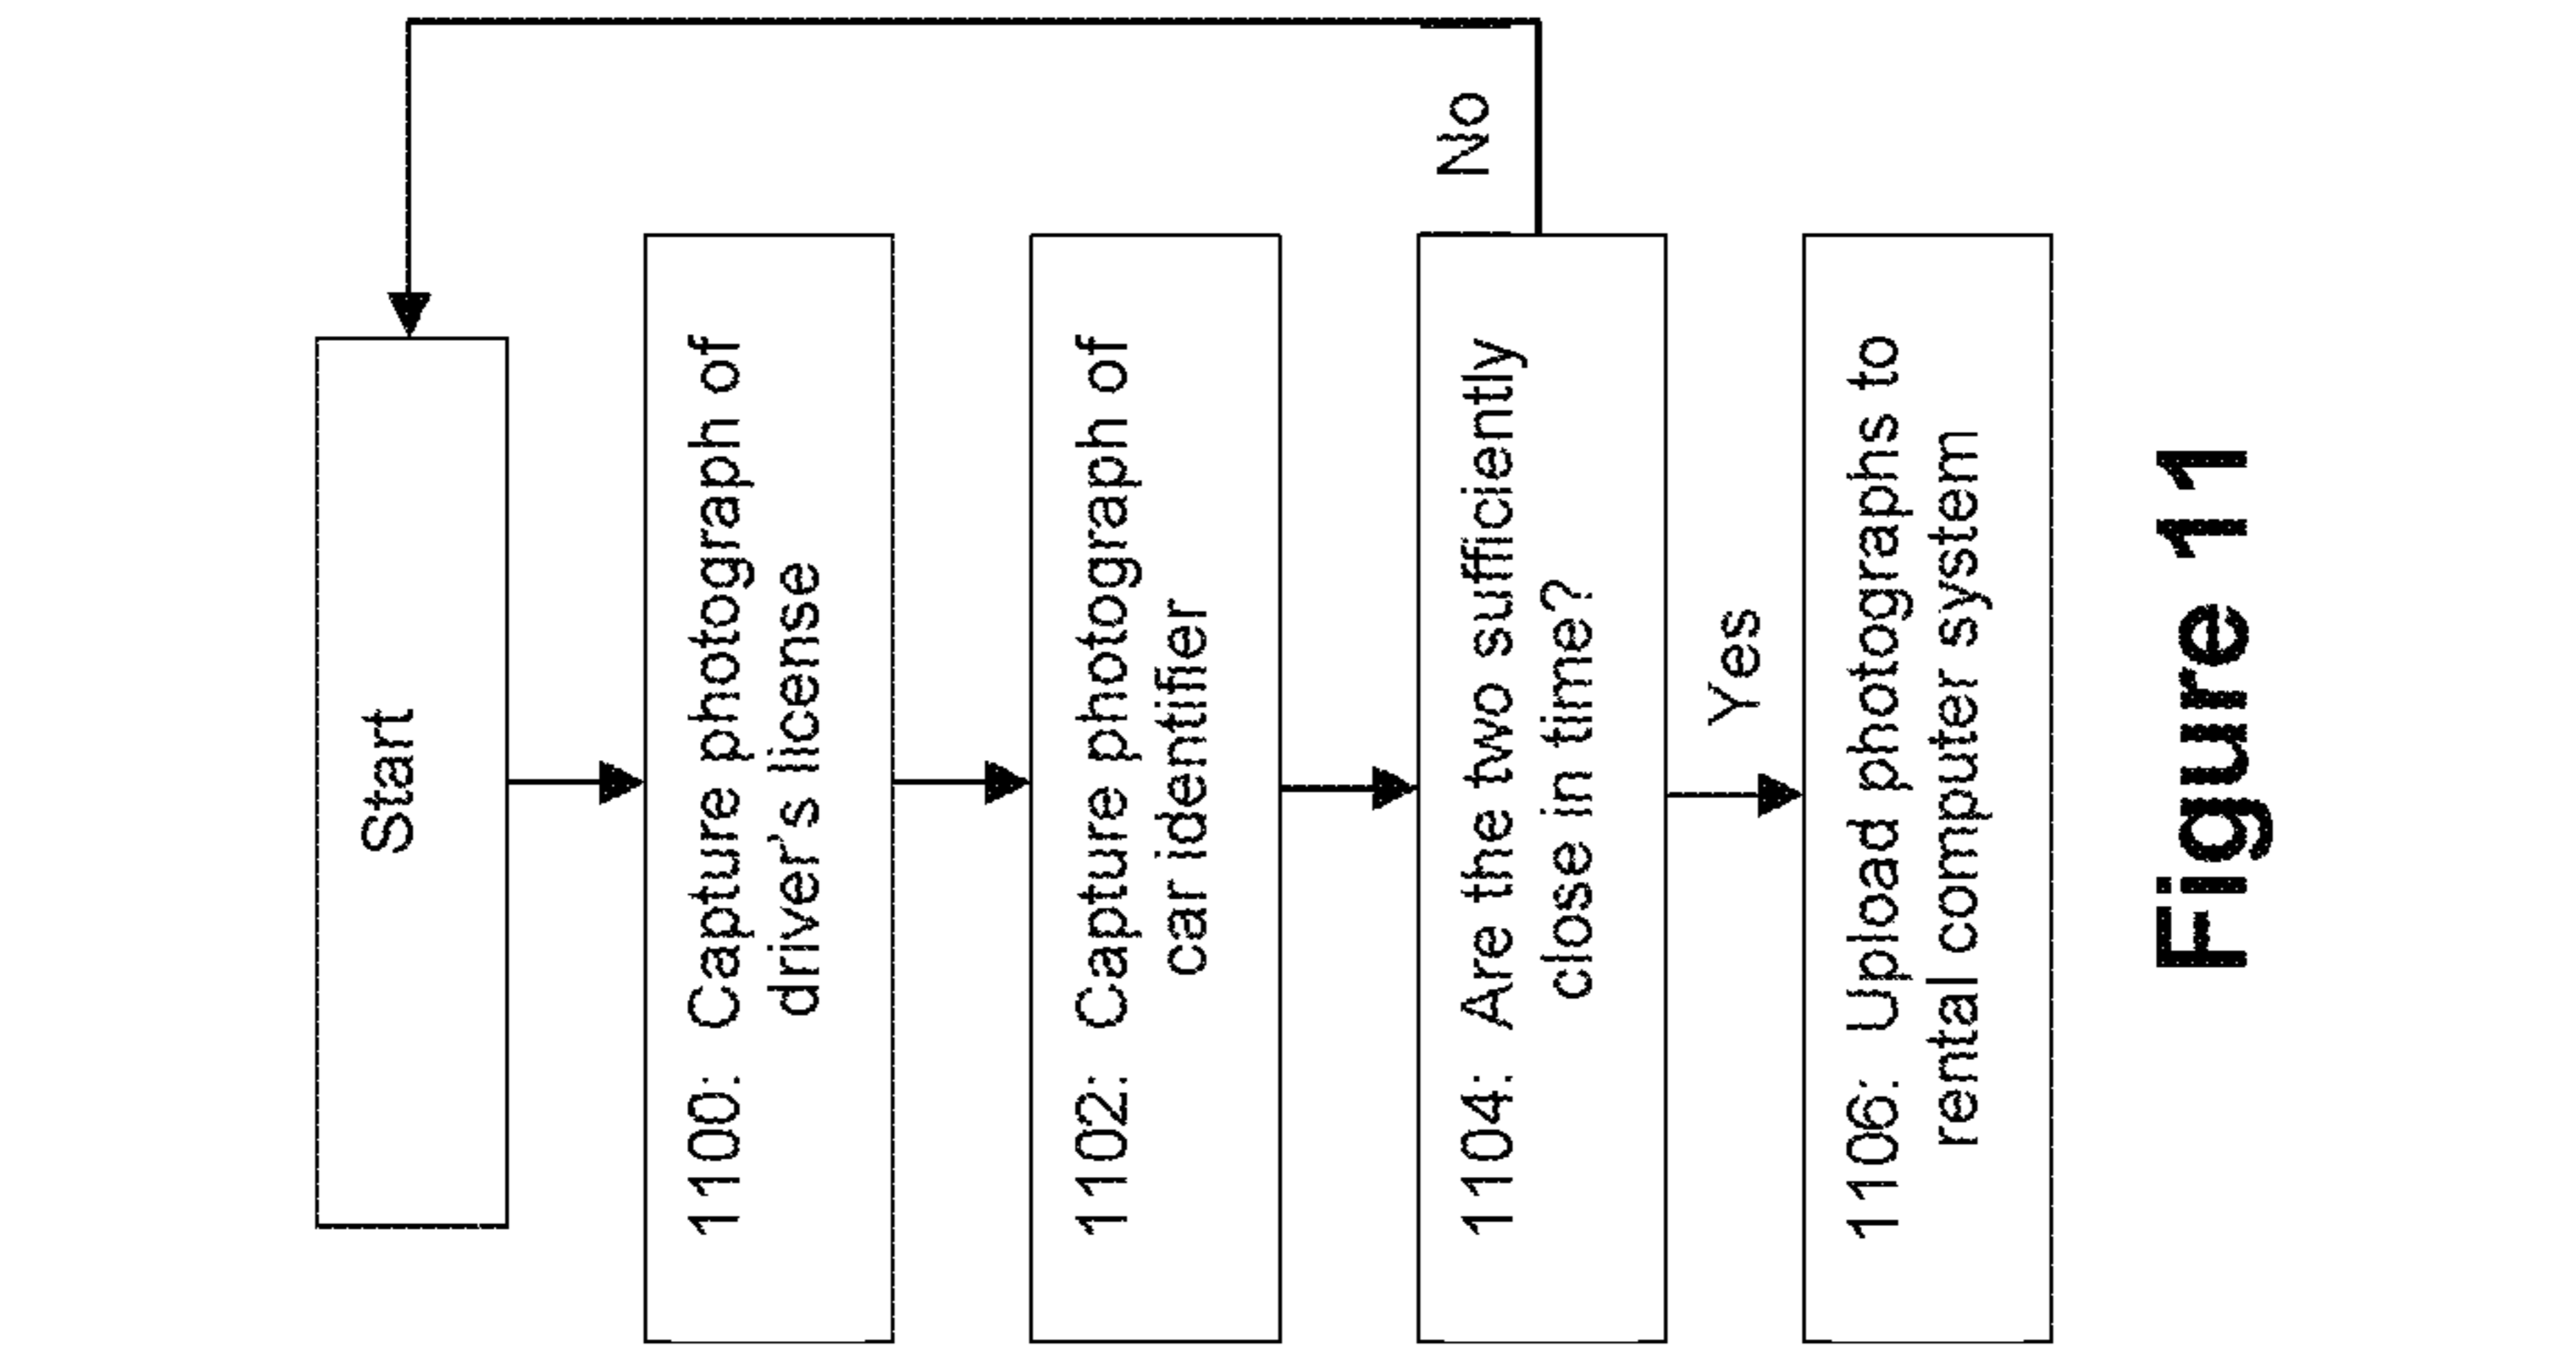 Start
1100: Capture photograph of
driver's license
1102: Capture photograph of
car identifier
1104: Are the two sufficiently
close in time?
No
Yes
1106: Upload photographs to
rental computer system
Figure 11